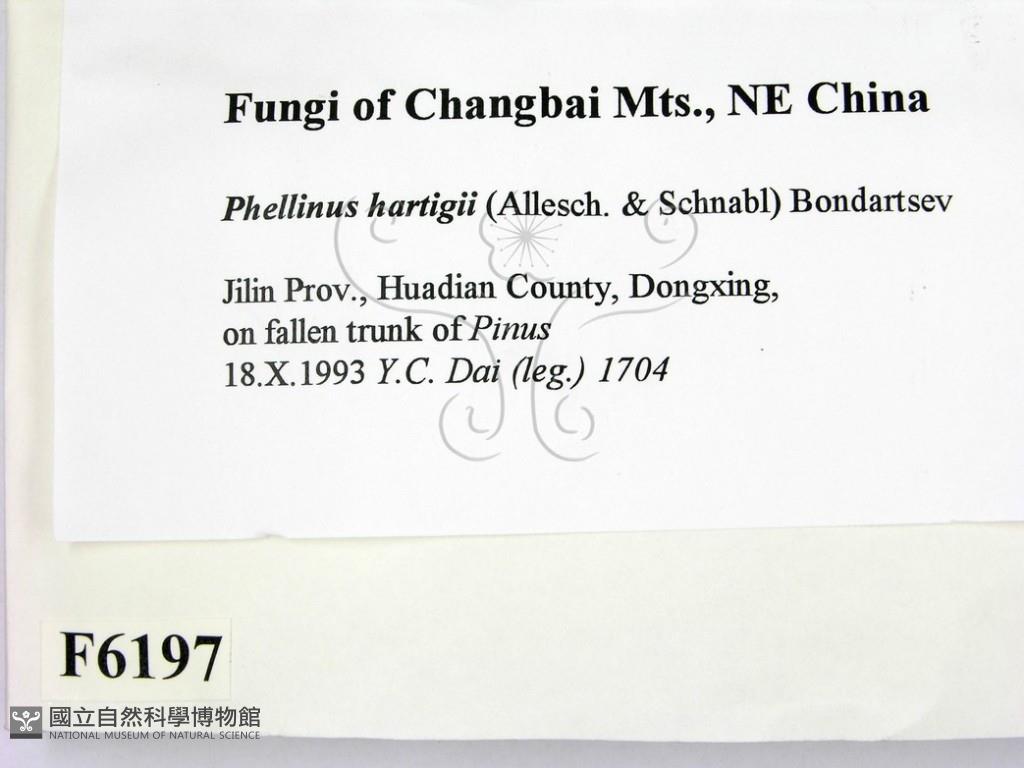 Fungi of Changbai Mts., NE China
Phellinus hartigii (Allesch. & Schnabl) Bondartsev
Jilin Prov., Huadian County, Dongxing,
on fallen trunk of Pinus
18.X.1993 Y.C. Dai (leg.) 1704
F6197
國立自然科學博物館
NATIONAL MUSEUM OF NATURAL SCIENCE